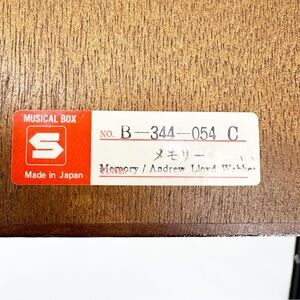 MUSICAL BOX
S
Made in Japan
NO. B-344-054 C
メモリー
Memory / Andrew Lloyd Webber